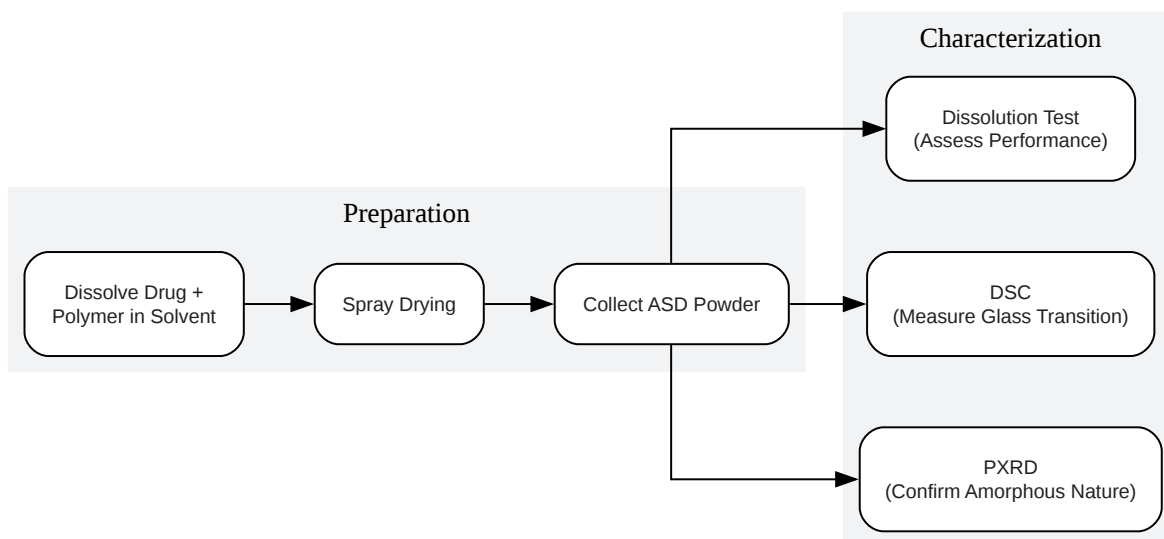 Preparation
Dissolve Drug +
Polymer in Solvent
Spray Drying
Collect ASD Powder
Characterization
Dissolution Test
(Assess Performance)
DSC
(Measure Glass Transition)
PXRD
(Confirm Amorphous Nature)